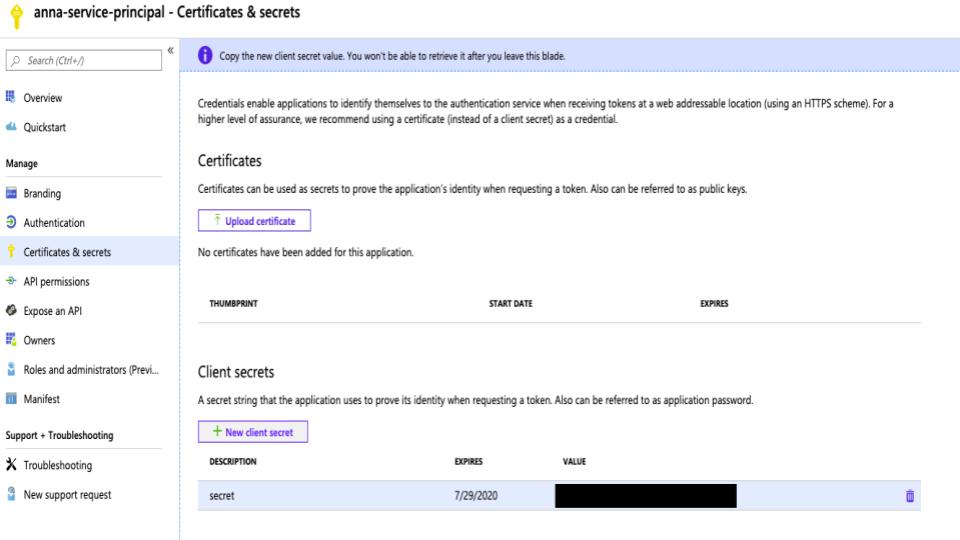 anna-service-principal - Certificates & secrets
Search (Ctrl+/)
«
Overview
Quickstart
Manage
Branding
Authentication
Certificates & secrets
API permissions
Expose an API
Owners
Roles and administrators (Previ...
Manifest
Support + Troubleshooting
Troubleshooting
New support request
Copy the new client secret value. You won't be able to retrieve it after you leave this blade.
Credentials enable applications to identify themselves to the authentication service when receiving tokens at a web addressable location (using an HTTPS scheme). For a
higher level of assurance, we recommend using a certificate (instead of a client secret) as a credential.
Certificates
Certificates can be used as secrets to prove the application's identity when requesting a token. Also can be referred to as public keys.
Upload certificate
No certificates have been added for this application.
THUMBPRINT START DATE EXPIRES
Client secrets
A secret string that the application uses to prove its identity when requesting a token. Also can be referred to as application password.
New client secret
DESCRIPTION EXPIRES VALUE
secret 7/29/2020